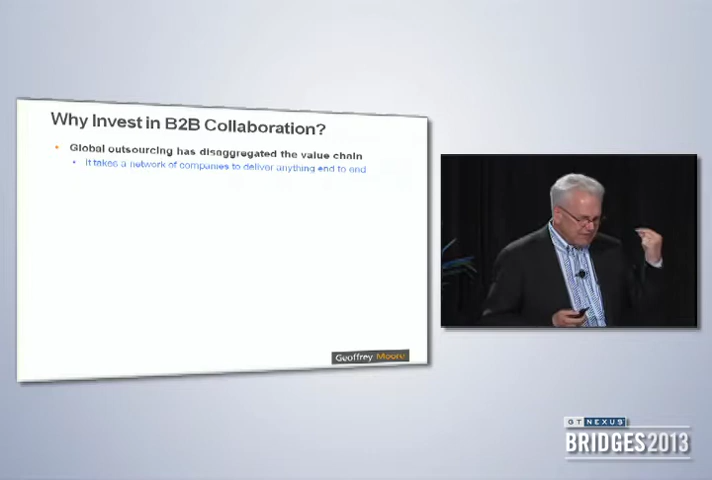 Why Invest in B2B Collaboration?
• Global outsourcing has disaggregated the value chain
• It takes a network of companies to deliver anything end to end
Geoffrey Moore
GT NEXUS
BRIDGES2013